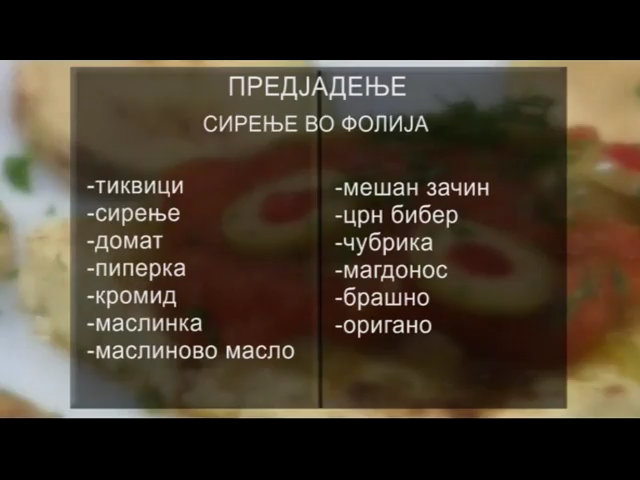 ПРЕДЈАДЕЊЕ
СИРЕЊЕ ВО ФОЛИЈА
-тиквици
-сирење
-домат
-пиперка
-кромид
-маслинка
-маслиново масло
-мешан зачин
-црн бибер
-чубрика
-магдонос
-брашно
-оригано